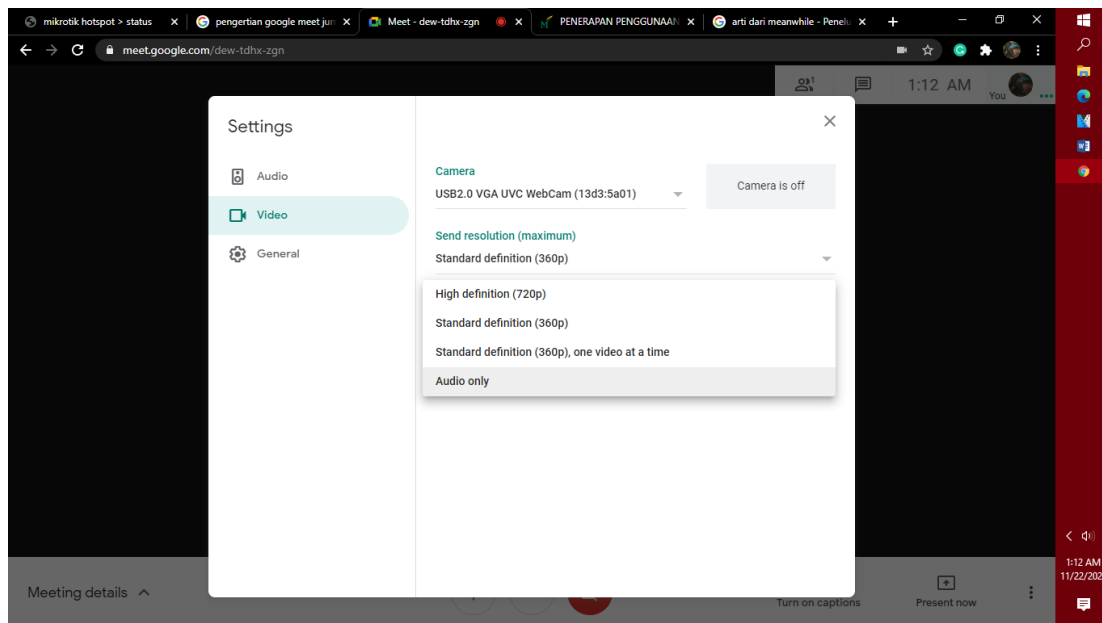 mikrotik hotspot > status
pengertian google meet jur
Meet - dew-tdhx-zgn
PENERAPAN PENGGUNAAN
arti dari meanwhile - Penelu
meet.google.com/dew-tdhx-zgn
1
1:12 AM
You
Settings
Audio
Video
General
Camera
USB2.0 VGA UVC WebCam (13d3:5a01)
Camera is off
Send resolution (maximum)
Standard definition (360p)
High definition (720p)
Standard definition (360p)
Standard definition (360p), one video at a time
Audio only
Meeting details
Turn on captions
Present now
1:12 AM
11/22/202